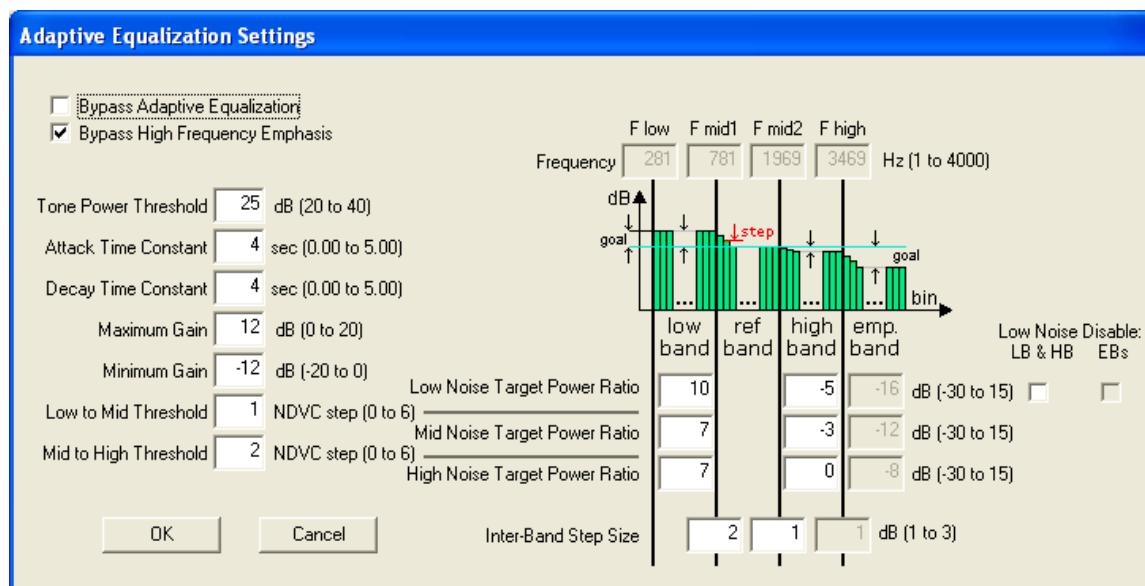 Adaptive Equalization Settings
Bypass Adaptive Equalization
Bypass High Frequency Emphasis
F low F mid1 F mid2 F high
Frequency 281 781 1969 3469 Hz (1 to 4000)
Tone Power Threshold 25 dB (20 to 40)
Attack Time Constant 4 sec (0.00 to 5.00)
Decay Time Constant 4 sec (0.00 to 5.00)
Maximum Gain 12 dB (0 to 20)
Minimum Gain -12 dB (-20 to 0)
Low to Mid Threshold 1 NDVC step (0 to 6)
Mid to High Threshold 2 NDVC step (0 to 6)
dB
goal
step
goal
... ... ... ... bin
low band ref band high band emp. band
Low Noise Disable:
LB & HB EBs
Low Noise Target Power Ratio 10 -5 -16 dB (-30 to 15)
Mid Noise Target Power Ratio 7 -3 -12 dB (-30 to 15)
High Noise Target Power Ratio 7 0 -8 dB (-30 to 15)
Inter-Band Step Size 2 1 1 dB (1 to 3)
OK Cancel